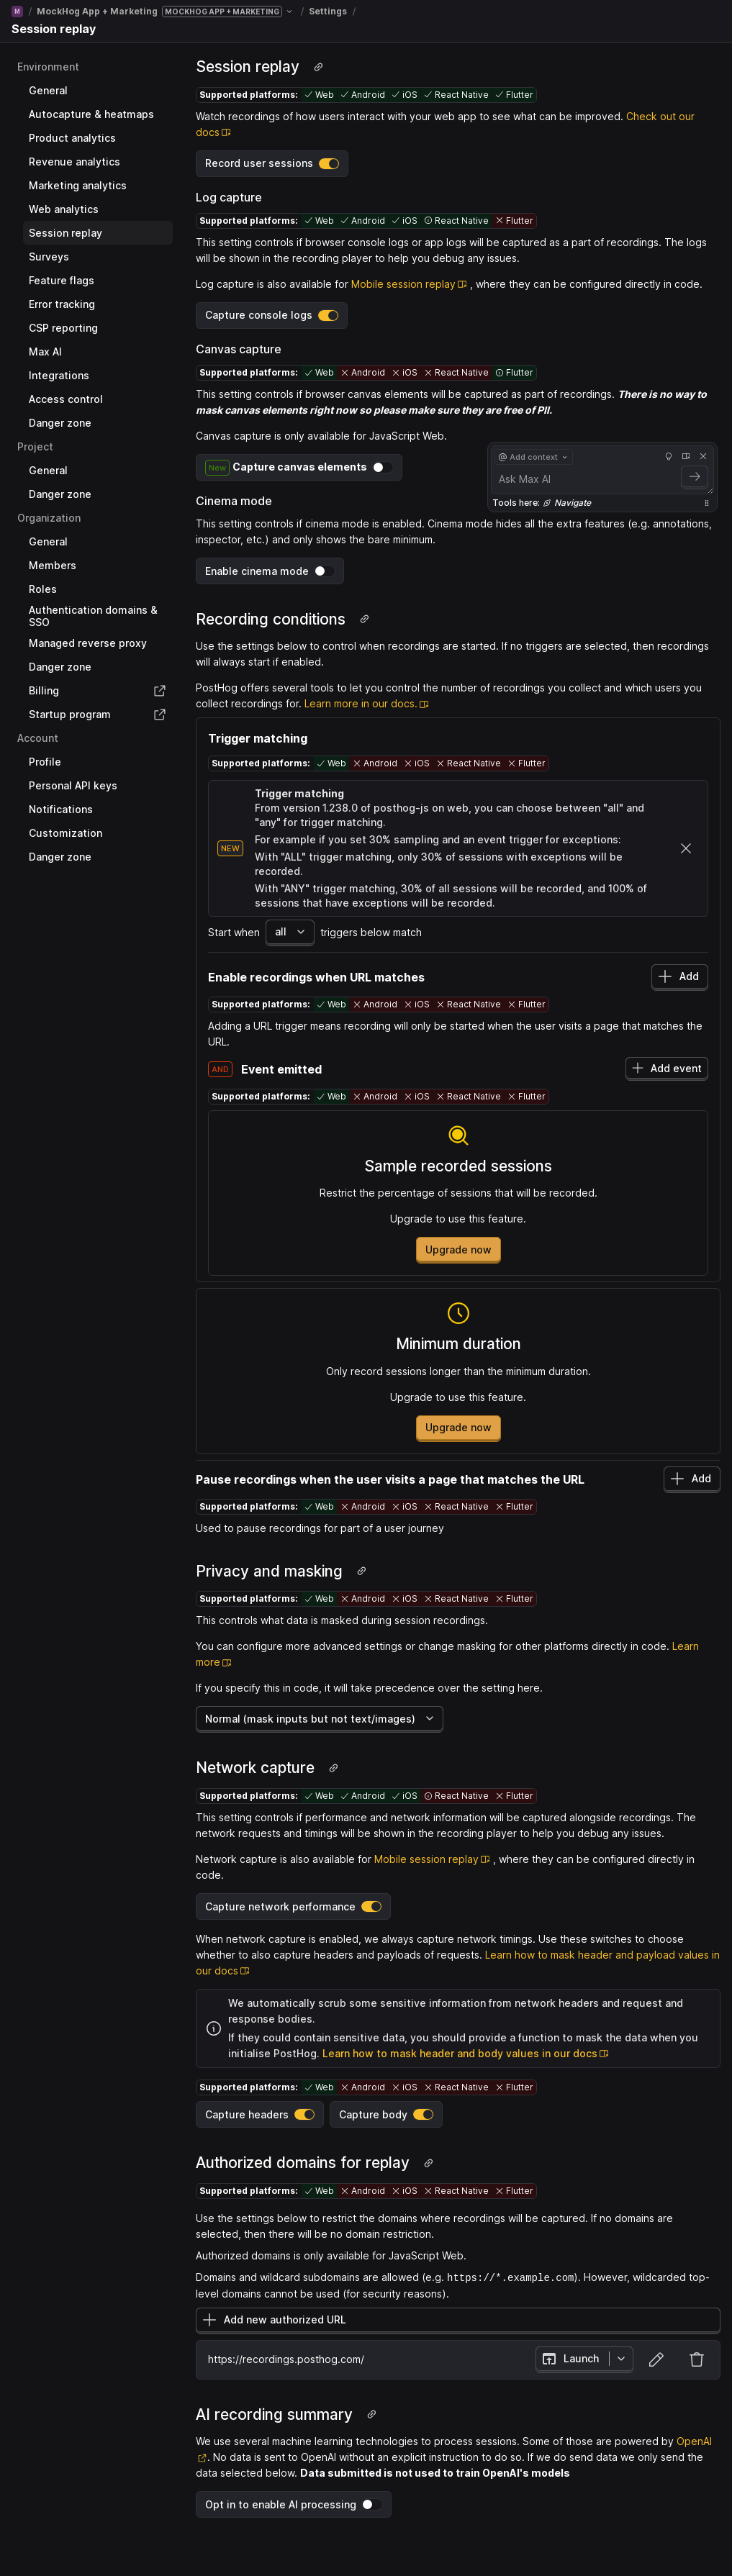 M / MockHog App + Marketing MOCKHOG APP + MARKETING / Settings /
Session replay
Environment
General
Autocapture & heatmaps
Product analytics
Revenue analytics
Marketing analytics
Web analytics
Session replay
Surveys
Feature flags
Error tracking
CSP reporting
Max AI
Integrations
Access control
Danger zone
Project
General
Danger zone
Organization
General
Members
Roles
Authentication domains &
SSO
Managed reverse proxy
Danger zone
Billing
Startup program
Account
Profile
Personal API keys
Notifications
Customization
Danger zone
Session replay
Supported platforms: Web Android iOS React Native Flutter
Watch recordings of how users interact with your web app to see what can be improved. Check out our
docs
Record user sessions
Log capture
Supported platforms: Web Android iOS React Native Flutter
This setting controls if browser console logs or app logs will be captured as a part of recordings. The logs
will be shown in the recording player to help you debug any issues.
Log capture is also available for Mobile session replay , where they can be configured directly in code.
Capture console logs
Canvas capture
Supported platforms: Web Android iOS React Native Flutter
This setting controls if browser canvas elements will be captured as part of recordings. There is no way to
mask canvas elements right now so please make sure they are free of PII.
Canvas capture is only available for JavaScript Web.
New Capture canvas elements
@ Add context
Ask Max AI
Tools here: Navigate
Cinema mode
This setting controls if cinema mode is enabled. Cinema mode hides all the extra features (e.g. annotations,
inspector, etc.) and only shows the bare minimum.
Enable cinema mode
Recording conditions
Use the settings below to control when recordings are started. If no triggers are selected, then recordings
will always start if enabled.
PostHog offers several tools to let you control the number of recordings you collect and which users you
collect recordings for. Learn more in our docs.
Trigger matching
Supported platforms: Web Android iOS React Native Flutter
NEW
Trigger matching
From version 1.238.0 of posthog-js on web, you can choose between "all" and
"any" for trigger matching.
For example if you set 30% sampling and an event trigger for exceptions:
With "ALL" trigger matching, only 30% of sessions with exceptions will be
recorded.
With "ANY" trigger matching, 30% of all sessions will be recorded, and 100% of
sessions that have exceptions will be recorded.
Start when all triggers below match
Enable recordings when URL matches
Add
Supported platforms: Web Android iOS React Native Flutter
Adding a URL trigger means recording will only be started when the user visits a page that matches the
URL.
AND Event emitted
Add event
Supported platforms: Web Android iOS React Native Flutter
Sample recorded sessions
Restrict the percentage of sessions that will be recorded.
Upgrade to use this feature.
Upgrade now
Minimum duration
Only record sessions longer than the minimum duration.
Upgrade to use this feature.
Upgrade now
Pause recordings when the user visits a page that matches the URL
Add
Supported platforms: Web Android iOS React Native Flutter
Used to pause recordings for part of a user journey
Privacy and masking
Supported platforms: Web Android iOS React Native Flutter
This controls what data is masked during session recordings.
You can configure more advanced settings or change masking for other platforms directly in code. Learn
more
If you specify this in code, it will take precedence over the setting here.
Normal (mask inputs but not text/images)
Network capture
Supported platforms: Web Android iOS React Native Flutter
This setting controls if performance and network information will be captured alongside recordings. The
network requests and timings will be shown in the recording player to help you debug any issues.
Network capture is also available for Mobile session replay , where they can be configured directly in
code.
Capture network performance
When network capture is enabled, we always capture network timings. Use these switches to choose
whether to also capture headers and payloads of requests. Learn how to mask header and payload values in
our docs
We automatically scrub some sensitive information from network headers and request and
response bodies.
If they could contain sensitive data, you should provide a function to mask the data when you
initialise PostHog. Learn how to mask header and body values in our docs
Supported platforms: Web Android iOS React Native Flutter
Capture headers
Capture body
Authorized domains for replay
Supported platforms: Web Android iOS React Native Flutter
Use the settings below to restrict the domains where recordings will be captured. If no domains are
selected, then there will be no domain restriction.
Authorized domains is only available for JavaScript Web.
Domains and wildcard subdomains are allowed (e.g. https://*.example.com). However, wildcarded top-
level domains cannot be used (for security reasons).
Add new authorized URL
https://recordings.posthog.com/
Launch
AI recording summary
We use several machine learning technologies to process sessions. Some of those are powered by OpenAI
. No data is sent to OpenAI without an explicit instruction to do so. If we do send data we only send the
data selected below. Data submitted is not used to train OpenAI's models
Opt in to enable AI processing